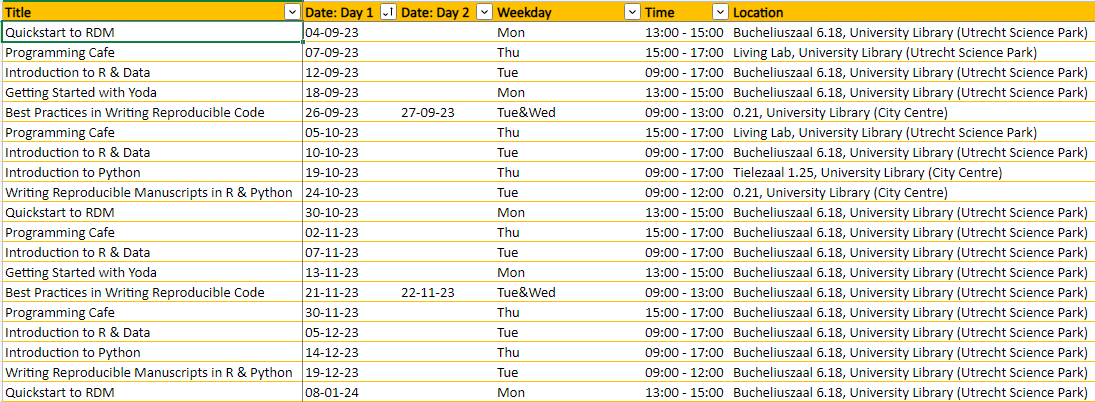 Title Date: Day 1 Date: Day 2 Weekday Time Location
Quickstart to RDM 04-09-23 Mon 13:00 - 15:00 Bucheliuszaal 6.18, University Library (Utrecht Science Park)
Programming Cafe 07-09-23 Thu 15:00 - 17:00 Living Lab, University Library (Utrecht Science Park)
Introduction to R & Data 12-09-23 Tue 09:00 - 17:00 Bucheliuszaal 6.18, University Library (Utrecht Science Park)
Getting Started with Yoda 18-09-23 Mon 13:00 - 15:00 Bucheliuszaal 6.18, University Library (Utrecht Science Park)
Best Practices in Writing Reproducible Code 26-09-23 27-09-23 Tue&Wed 09:00 - 13:00 0.21, University Library (City Centre)
Programming Cafe 05-10-23 Thu 15:00 - 17:00 Living Lab, University Library (Utrecht Science Park)
Introduction to R & Data 10-10-23 Tue 09:00 - 17:00 Bucheliuszaal 6.18, University Library (Utrecht Science Park)
Introduction to Python 19-10-23 Thu 09:00 - 17:00 Tielezaal 1.25, University Library (City Centre)
Writing Reproducible Manuscripts in R & Python 24-10-23 Tue 09:00 - 12:00 0.21, University Library (City Centre)
Quickstart to RDM 30-10-23 Mon 13:00 - 15:00 Bucheliuszaal 6.18, University Library (Utrecht Science Park)
Programming Cafe 02-11-23 Thu 15:00 - 17:00 Bucheliuszaal 6.18, University Library (Utrecht Science Park)
Introduction to R & Data 07-11-23 Tue 09:00 - 17:00 Bucheliuszaal 6.18, University Library (Utrecht Science Park)
Getting Started with Yoda 13-11-23 Mon 13:00 - 15:00 Bucheliuszaal 6.18, University Library (Utrecht Science Park)
Best Practices in Writing Reproducible Code 21-11-23 22-11-23 Tue&Wed 09:00 - 13:00 Bucheliuszaal 6.18, University Library (Utrecht Science Park)
Programming Cafe 30-11-23 Thu 15:00 - 17:00 Bucheliuszaal 6.18, University Library (Utrecht Science Park)
Introduction to R & Data 05-12-23 Tue 09:00 - 17:00 Bucheliuszaal 6.18, University Library (Utrecht Science Park)
Introduction to Python 14-12-23 Thu 09:00 - 17:00 Bucheliuszaal 6.18, University Library (Utrecht Science Park)
Writing Reproducible Manuscripts in R & Python 19-12-23 Tue 09:00 - 12:00 Bucheliuszaal 6.18, University Library (Utrecht Science Park)
Quickstart to RDM 08-01-24 Mon 13:00 - 15:00 Bucheliuszaal 6.18, University Library (Utrecht Science Park)